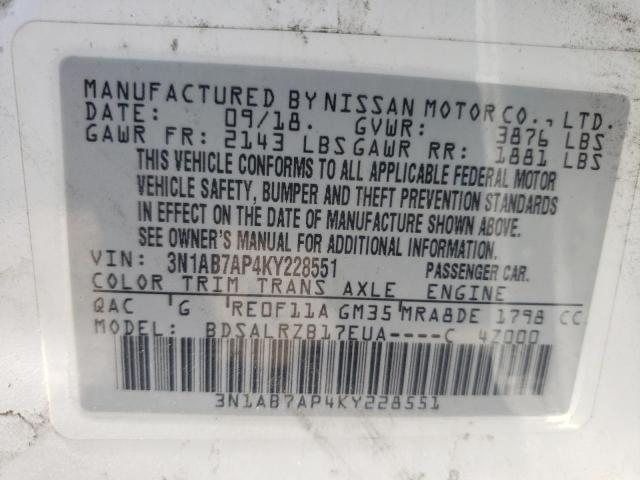 MANUFACTURED BY NISSAN MOTOR CO., LTD.
DATE: 09/18. GVWR: 3876 LBS
GAWR FR: 2143 LBS GAWR RR: 1881 LBS
THIS VEHICLE CONFORMS TO ALL APPLICABLE FEDERAL MOTOR
VEHICLE SAFETY, BUMPER AND THEFT PREVENTION STANDARDS
IN EFFECT ON THE DATE OF MANUFACTURE SHOWN ABOVE.
SEE OWNER'S MANUAL FOR ADDITIONAL INFORMATION.
VIN: 3N1AB7AP4KY228551 PASSENGER CAR.
COLOR TRIM TRANS AXLE ENGINE
QAC G RE0F11A GM35 MRA8DE 1798 CC
MODEL: BDSALRZB17EUA----C 4Z000
3N1AB7AP4KY228551